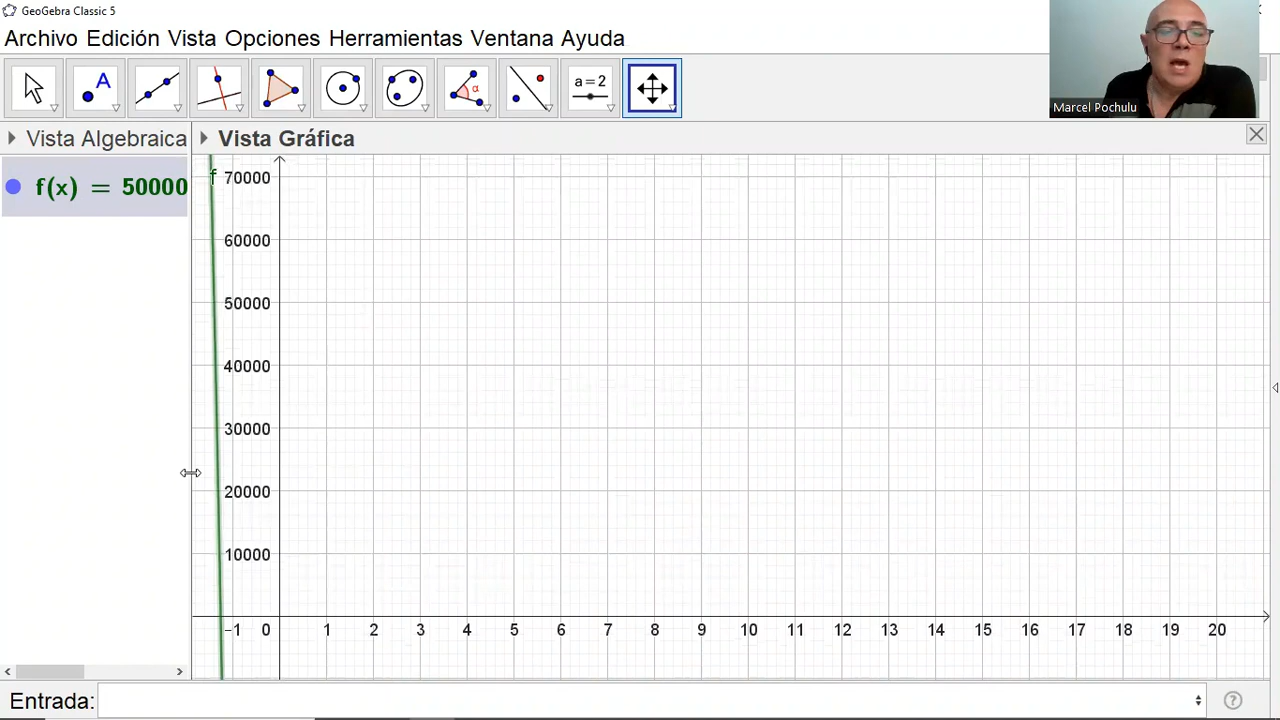 GeoGebra Classic 5
Archivo Edición Vista Opciones Herramientas Ventana Ayuda
A
α
a=2
Marcel Pochulu
Vista Algebraica
Vista Gráfica
f(x) = 50000
f
70000
60000
50000
40000
30000
20000
10000
−1 0 1 2 3 4 5 6 7 8 9 10 11 12 13 14 15 16 17 18 19 20
Entrada:
?